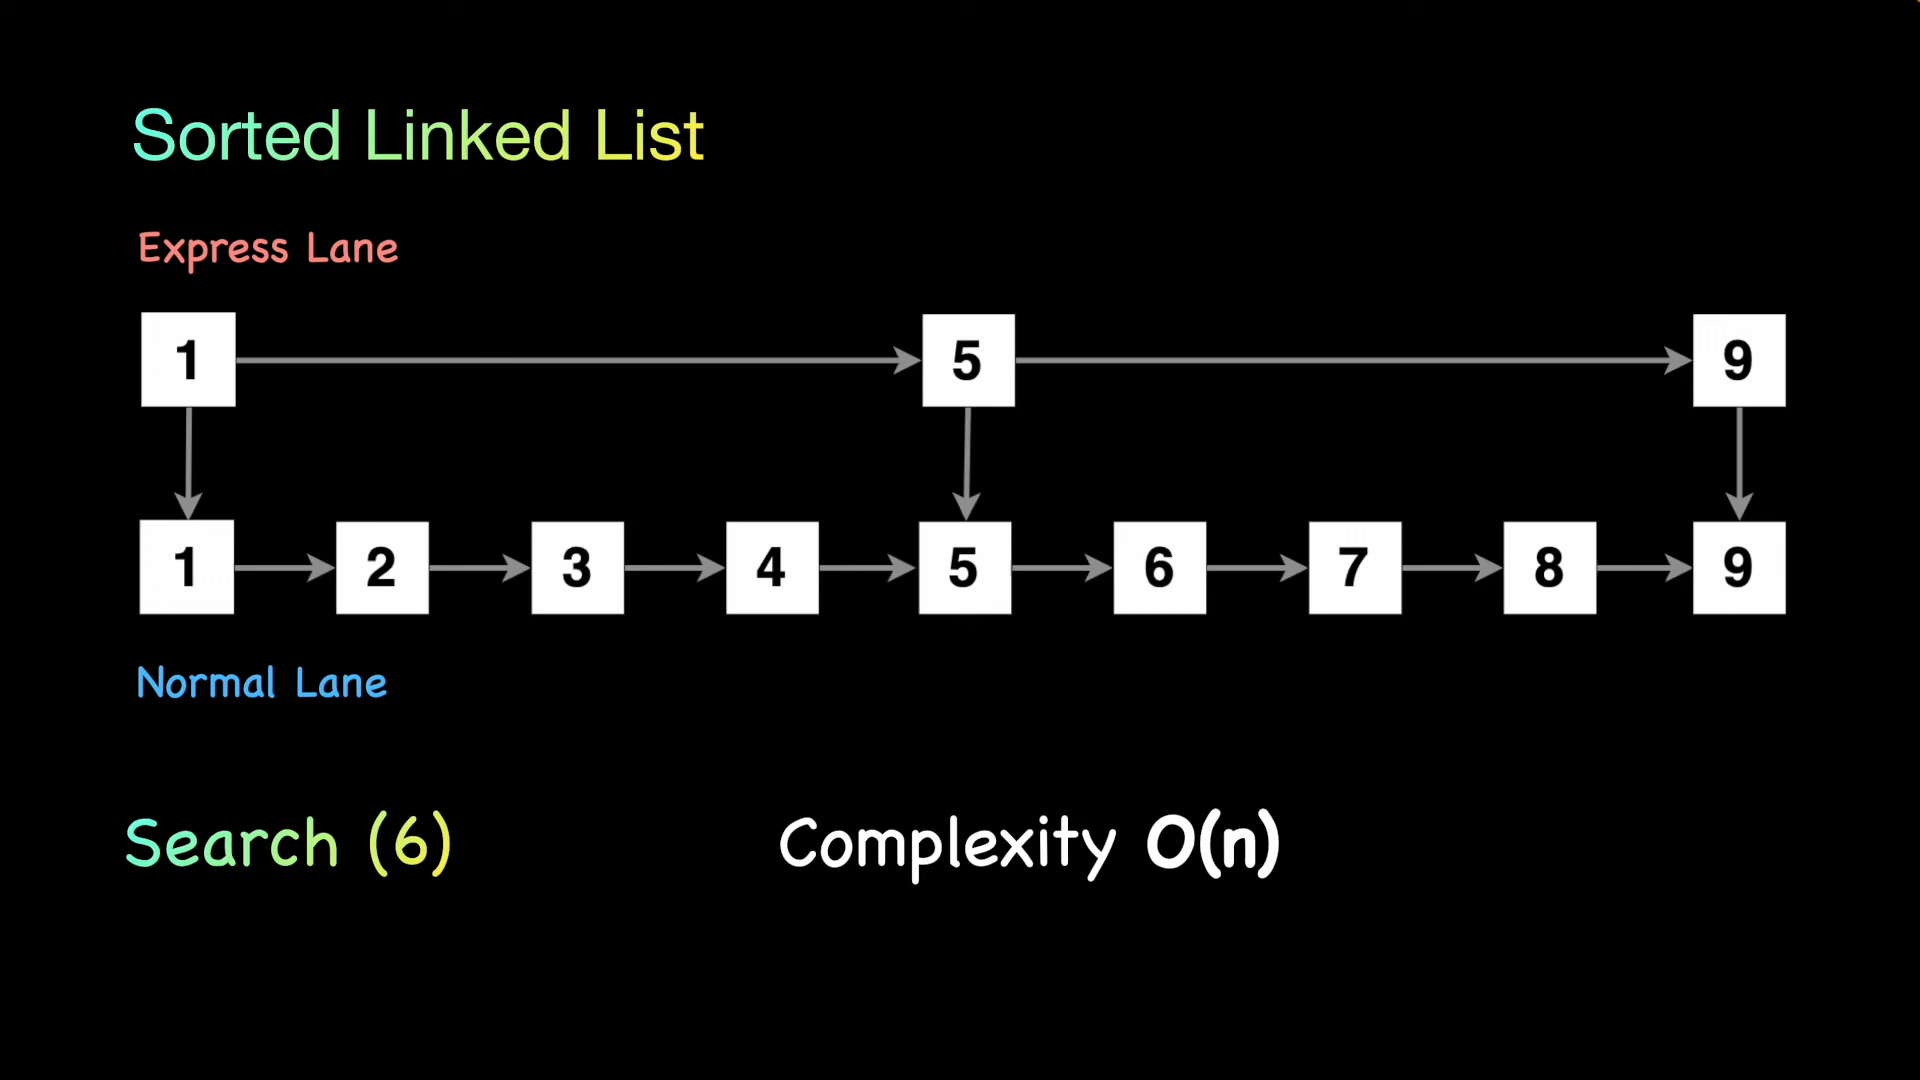 Sorted Linked List
Express Lane
1 5 9
1 2 3 4 5 6 7 8 9
Normal Lane
Search (6) Complexity O(n)